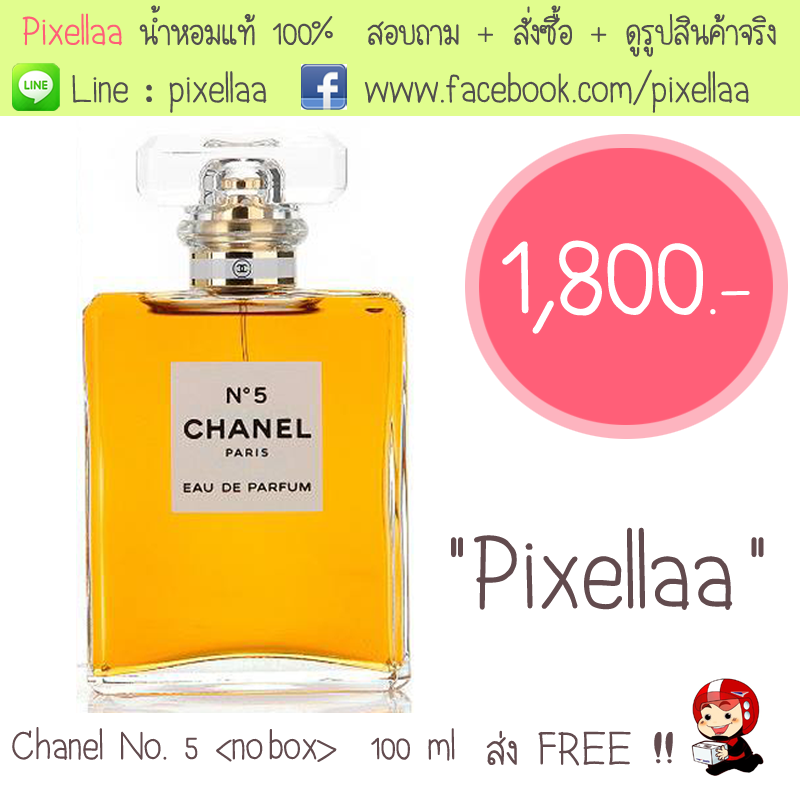 Pixellaa น้ำหอมแท้ 100% สอบถาม + สั่งซื้อ + ดูรูปสินค้าจริง
LINE Line : pixellaa f www.facebook.com/pixellaa
1,800.-
N°5
CHANEL
PARIS
EAU DE PARFUM
"Pixellaa"
Chanel No. 5 <no box> 100 ml ส่ง FREE !!